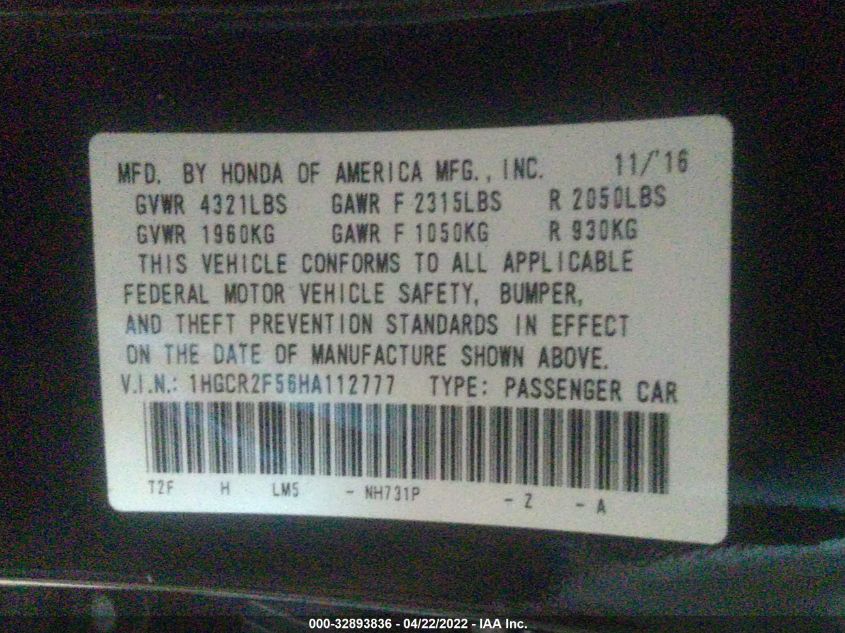 MFD. BY HONDA OF AMERICA MFG., INC. 11/'16
GVWR 4321LBS GAWR F 2315LBS R 2050LBS
GVWR 1960KG GAWR F 1050KG R 930KG
THIS VEHICLE CONFORMS TO ALL APPLICABLE
FEDERAL MOTOR VEHICLE SAFETY, BUMPER,
AND THEFT PREVENTION STANDARDS IN EFFECT
ON THE DATE OF MANUFACTURE SHOWN ABOVE.
V.I.N.: 1HGCR2F56HA112777 TYPE: PASSENGER CAR
T2F H LM5 - NH731P - Z - A
000-32893836 - 04/22/2022 - IAA Inc.